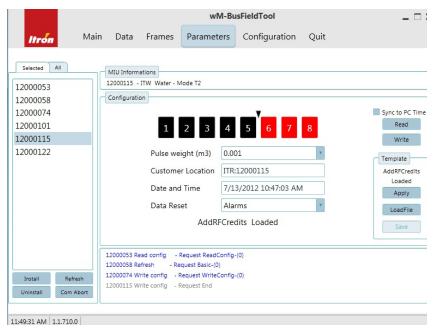 wM-BusFieldTool
Itrón
Main Data Frames Parameters Configuration Quit
Selected All
12000053
12000058
12000074
12000101
12000115
12000122
Install Refresh
Uninstall Com Abort
MIU Informations
12000115 - ITW Water - Mode T2
Configuration
1 2 3 4 5 6 7 8
Pulse weight (m3) 0.001
Customer Location ITR:12000115
Date and Time 7/13/2012 10:47:03 AM
Data Reset Alarms
AddRFCredits Loaded
Sync to PC Time
Read
Write
Template
AddRFCredits
Loaded
Apply
LoadFile
Save
12000053 Read config - Request ReadConfig-(0)
12000058 Refresh - Request Basic-(0)
12000074 Write config - Request WriteConfig-(0)
12000115 Write config - Request End
11:49:31 AM 1.1.710.0